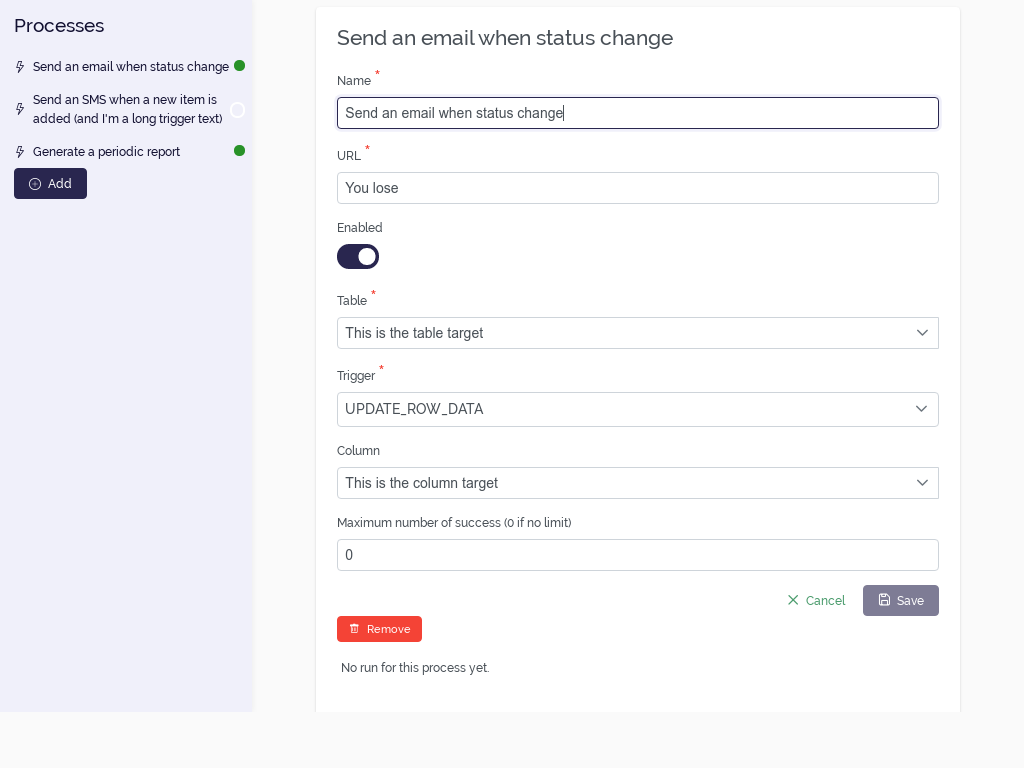 Processes
Send an email when status change
Send an SMS when a new item is
added (and I'm a long trigger text)
Generate a periodic report
Add
Send an email when status change
Name *
Send an email when status change
URL *
You lose
Enabled
Table *
This is the table target
Trigger *
UPDATE_ROW_DATA
Column
This is the column target
Maximum number of success (0 if no limit)
0
Cancel
Save
Remove
No run for this process yet.